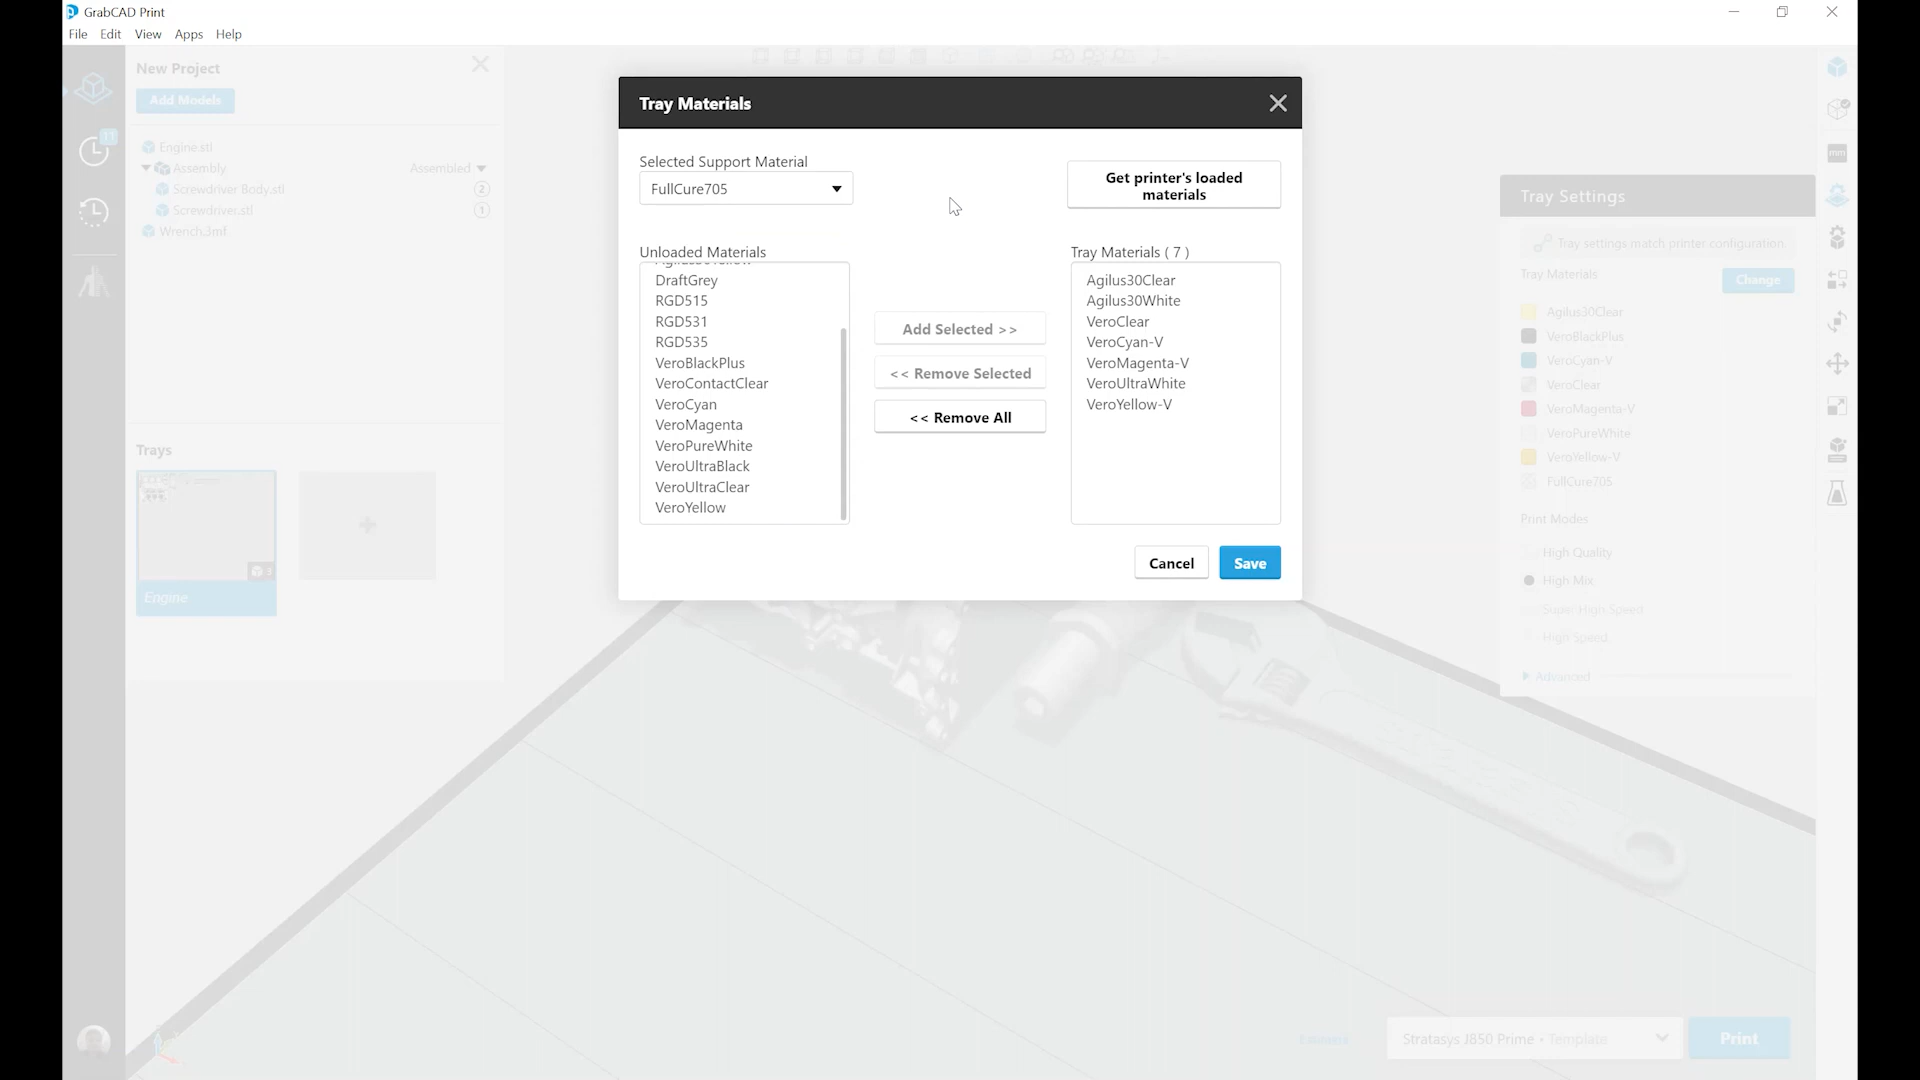 GrabCAD Print
File Edit View Apps Help
New Project
Add Models
11
Engine.stl
Assembly Assembled
Screwdriver Body.stl 2
Screwdriver.stl 1
Wrench.3mf
Trays
3
Engine
Tray Materials
Selected Support Material
FullCure705
Get printer's loaded
materials
Unloaded Materials
DraftGrey
RGD515
RGD531
RGD535
VeroBlackPlus
VeroContactClear
VeroCyan
VeroMagenta
VeroPureWhite
VeroUltraBlack
VeroUltraClear
VeroYellow
Add Selected >>
<< Remove Selected
<< Remove All
Tray Materials ( 7 )
Agilus30Clear
Agilus30White
VeroClear
VeroCyan-V
VeroMagenta-V
VeroUltraWhite
VeroYellow-V
Cancel
Save
Tray Settings
Tray settings match printer configuration.
Tray Materials
Change
Agilus30Clear
VeroBlackPlus
VeroCyan-V
VeroClear
VeroMagenta-V
VeroPureWhite
VeroYellow-V
FullCure705
Print Modes
High Quality
High Mix
Super High Speed
High Speed
Advanced
mm
Stratasys J850 Prime • Template
Print